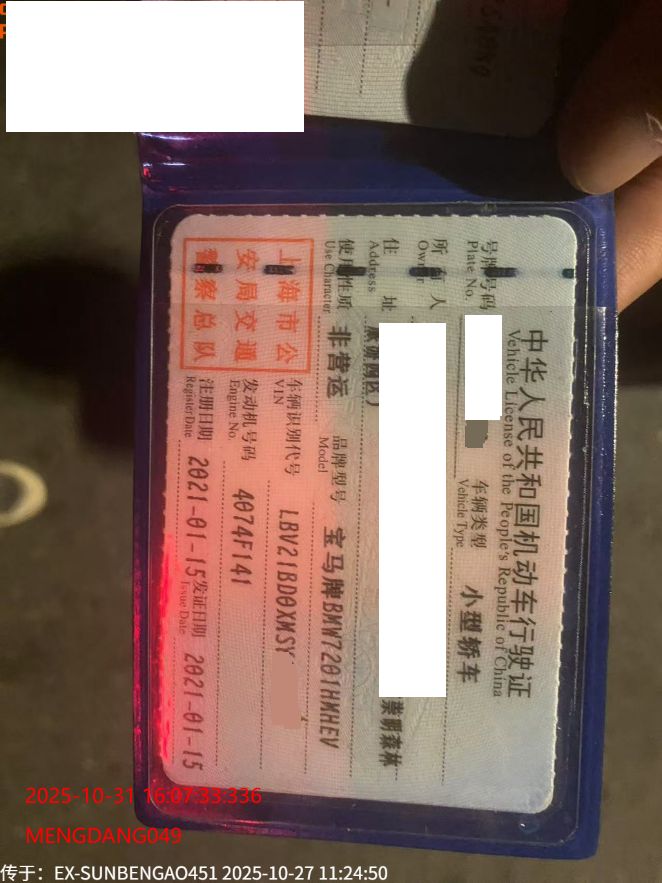 中华人民共和国机动车行驶证
Vehicle License of the People's Republic of China
号牌号码
Plate No.
车辆类型
Vehicle Type
小型轿车
所有人
Owner
住址
Address
崇明森林
使用性质
Use Character
非营运
品牌型号
Model
宝马牌BMW7201HMHEV
上海市公
安局交通
警察总队
车辆识别代号
VIN
LBV21BD0XMSY
发动机号码
Engine No.
4074F141
注册日期
Register Date
2021-01-15
发证日期
Issue Date
2021-01-15
2025-10-31 16:07:33:336
MENGDANG049
传于：EX-SUNBENGAO451 2025-10-27 11:24:50